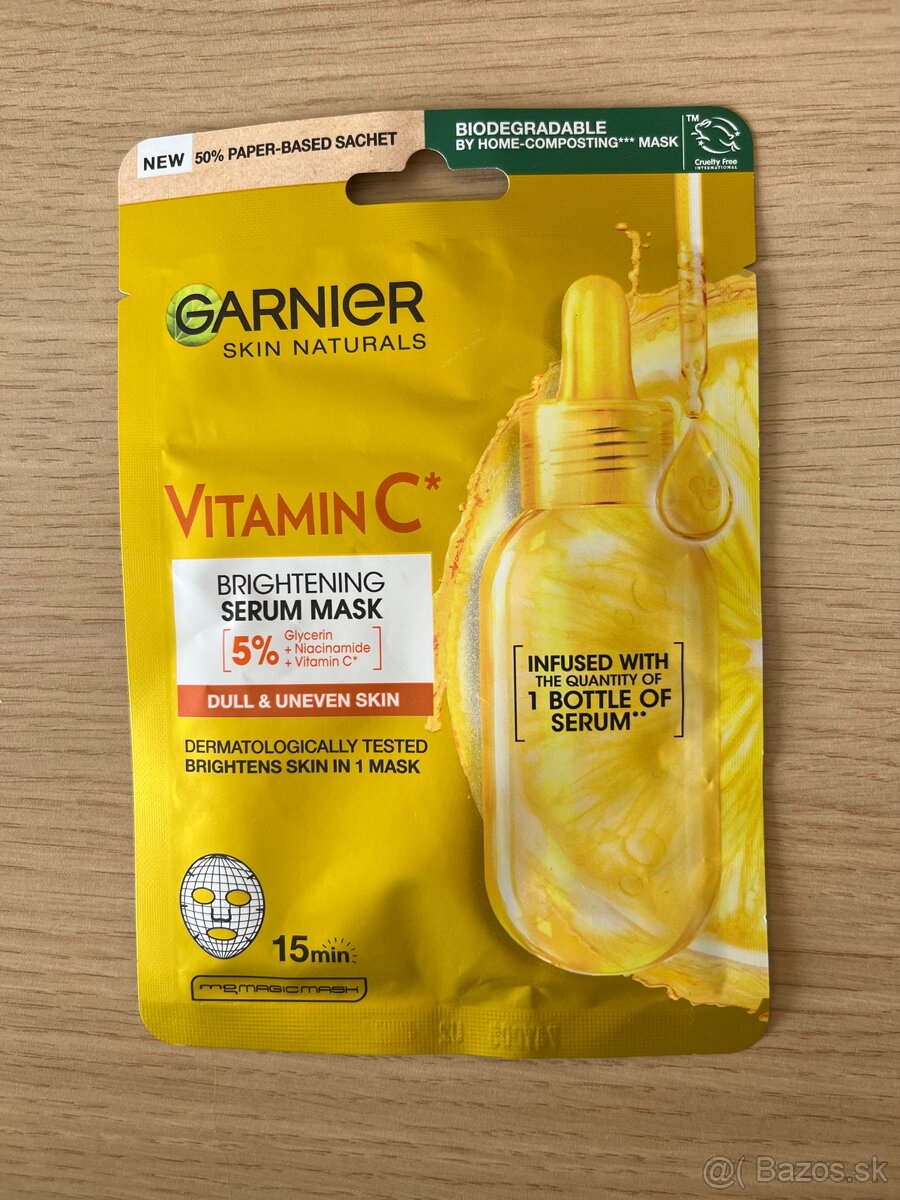 NEW 50% PAPER-BASED SACHET
BIODEGRADABLE
BY HOME-COMPOSTING*** MASK
TM
Cruelty Free
INTERNATIONAL
GARNIER
SKIN NATURALS
VITAMIN C*
BRIGHTENING
SERUM MASK
5% Glycerin
+ Niacinamide
+ Vitamin C*
DULL & UNEVEN SKIN
DERMATOLOGICALLY TESTED
BRIGHTENS SKIN IN 1 MASK
INFUSED WITH
THE QUANTITY OF
1 BOTTLE OF
SERUM**
15min
MAGIC MASK
@( Bazos.sk